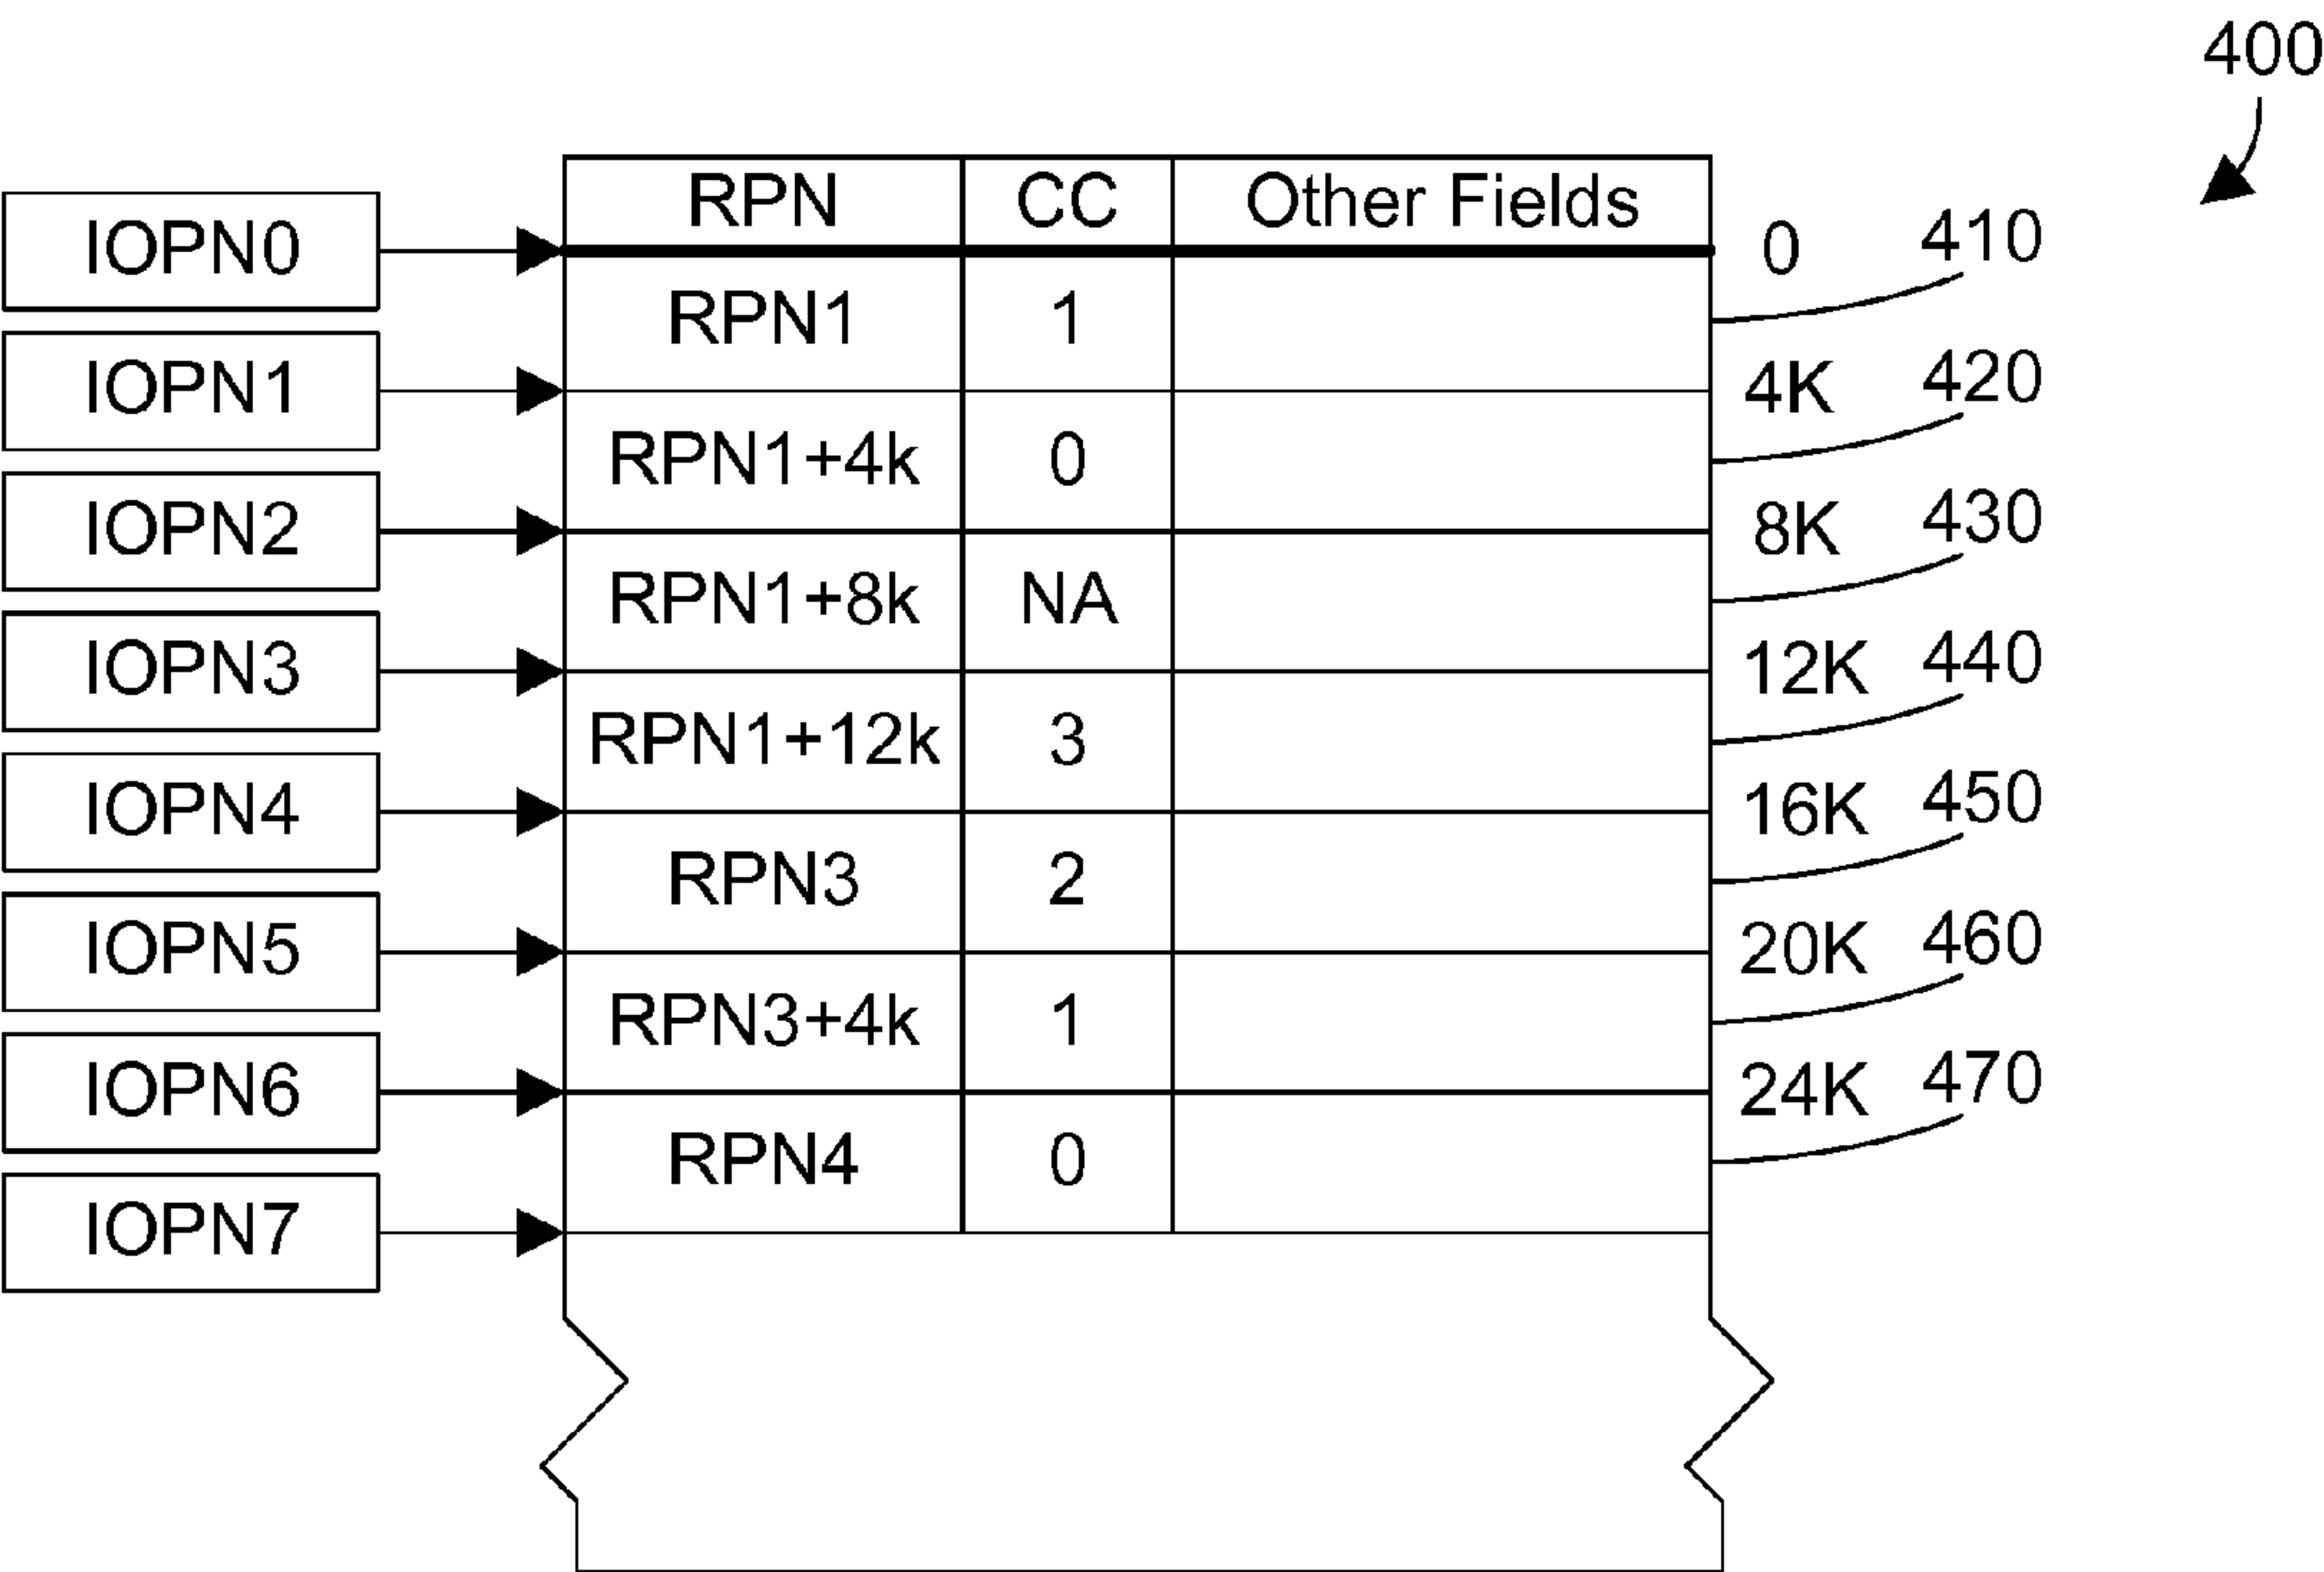 400
RPN CC Other Fields
IOPN0 0 410
RPN1 1
IOPN1 4K 420
RPN1+4k 0
IOPN2 8K 430
RPN1+8k NA
IOPN3 12K 440
RPN1+12k 3
IOPN4 16K 450
RPN3 2
IOPN5 20K 460
RPN3+4k 1
IOPN6 24K 470
RPN4 0
IOPN7